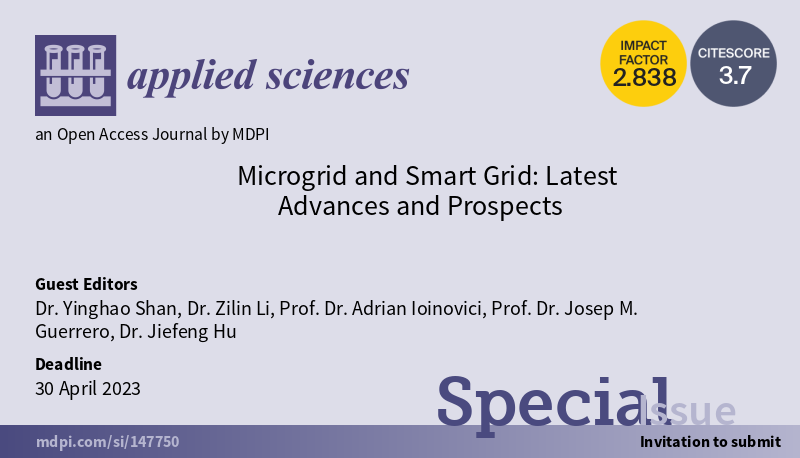 applied sciences
IMPACT
FACTOR
2.838
CITESCORE
3.7
an Open Access Journal by MDPI
Microgrid and Smart Grid: Latest
Advances and Prospects
Guest Editors
Dr. Yinghao Shan, Dr. Zilin Li, Prof. Dr. Adrian Ioinovici, Prof. Dr. Josep M.
Guerrero, Dr. Jiefeng Hu
Deadline
30 April 2023
Special Issue
mdpi.com/si/147750
Invitation to submit